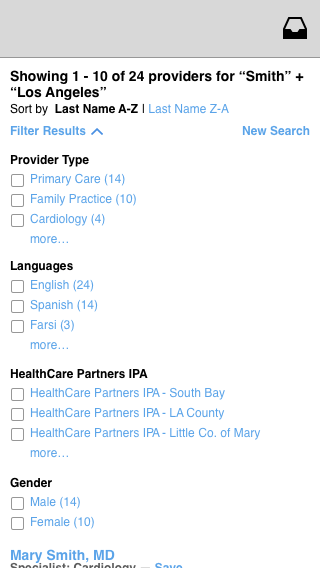 Showing 1 - 10 of 24 providers for “Smith” +
“Los Angeles”
Sort by Last Name A-Z | Last Name Z-A
Filter Results New Search
Provider Type
Primary Care (14)
Family Practice (10)
Cardiology (4)
more…
Languages
English (24)
Spanish (14)
Farsi (3)
more…
HealthCare Partners IPA
HealthCare Partners IPA - South Bay
HealthCare Partners IPA - LA County
HealthCare Partners IPA - Little Co. of Mary
more…
Gender
Male (14)
Female (10)
Mary Smith, MD
Specialist: Cardiology — Save